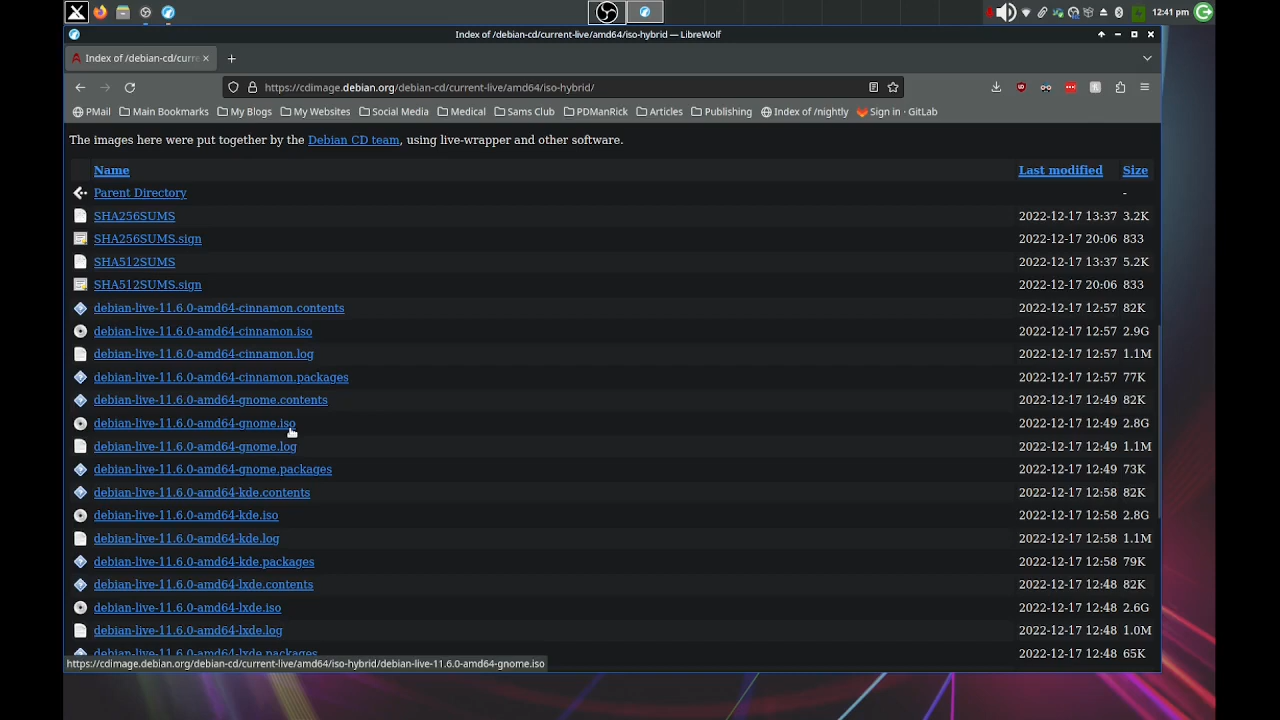 12:41 pm
Index of /debian-cd/current-live/amd64/iso-hybrid — LibreWolf
Index of /debian-cd/curre
https://cdimage.debian.org/debian-cd/current-live/amd64/iso-hybrid/
PMail Main Bookmarks My Blogs My Websites Social Media Medical Sams Club PDManRick Articles Publishing Index of /nightly Sign in · GitLab
The images here were put together by the Debian CD team, using live-wrapper and other software.
Name Last modified Size
Parent Directory -
SHA256SUMS 2022-12-17 13:37 3.2K
SHA256SUMS.sign 2022-12-17 20:06 833
SHA512SUMS 2022-12-17 13:37 5.2K
SHA512SUMS.sign 2022-12-17 20:06 833
debian-live-11.6.0-amd64-cinnamon.contents 2022-12-17 12:57 82K
debian-live-11.6.0-amd64-cinnamon.iso 2022-12-17 12:57 2.9G
debian-live-11.6.0-amd64-cinnamon.log 2022-12-17 12:57 1.1M
debian-live-11.6.0-amd64-cinnamon.packages 2022-12-17 12:57 77K
debian-live-11.6.0-amd64-gnome.contents 2022-12-17 12:49 82K
debian-live-11.6.0-amd64-gnome.iso 2022-12-17 12:49 2.8G
debian-live-11.6.0-amd64-gnome.log 2022-12-17 12:49 1.1M
debian-live-11.6.0-amd64-gnome.packages 2022-12-17 12:49 73K
debian-live-11.6.0-amd64-kde.contents 2022-12-17 12:58 82K
debian-live-11.6.0-amd64-kde.iso 2022-12-17 12:58 2.8G
debian-live-11.6.0-amd64-kde.log 2022-12-17 12:58 1.1M
debian-live-11.6.0-amd64-kde.packages 2022-12-17 12:58 79K
debian-live-11.6.0-amd64-lxde.contents 2022-12-17 12:48 82K
debian-live-11.6.0-amd64-lxde.iso 2022-12-17 12:48 2.6G
debian-live-11.6.0-amd64-lxde.log 2022-12-17 12:48 1.0M
debian-live-11.6.0-amd64-lxde.packages 2022-12-17 12:48 65K
https://cdimage.debian.org/debian-cd/current-live/amd64/iso-hybrid/debian-live-11.6.0-amd64-gnome.iso